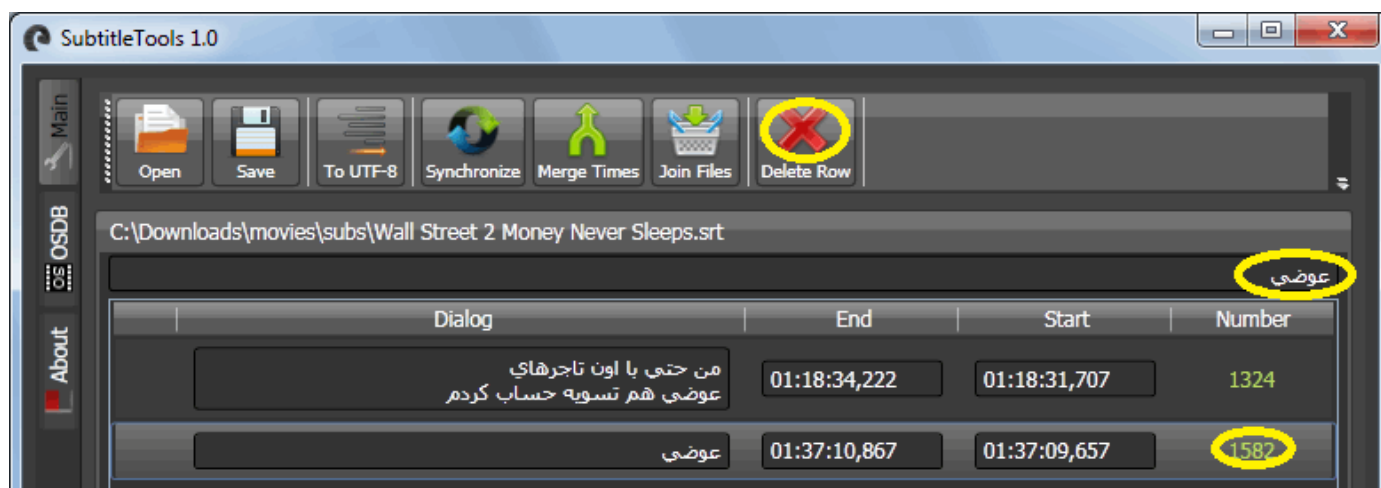 SubtitleTools 1.0
Main
OSDB
About
Open
Save
To UTF-8
Synchronize
Merge Times
Join Files
Delete Row
C:\Downloads\movies\subs\Wall Street 2 Money Never Sleeps.srt
عوضي
Dialog End Start Number
من حتي با اون تاجرهاي
عوضي هم تسويه حساب كردم
01:18:34,222 01:18:31,707 1324
عوضي 01:37:10,867 01:37:09,657 1582